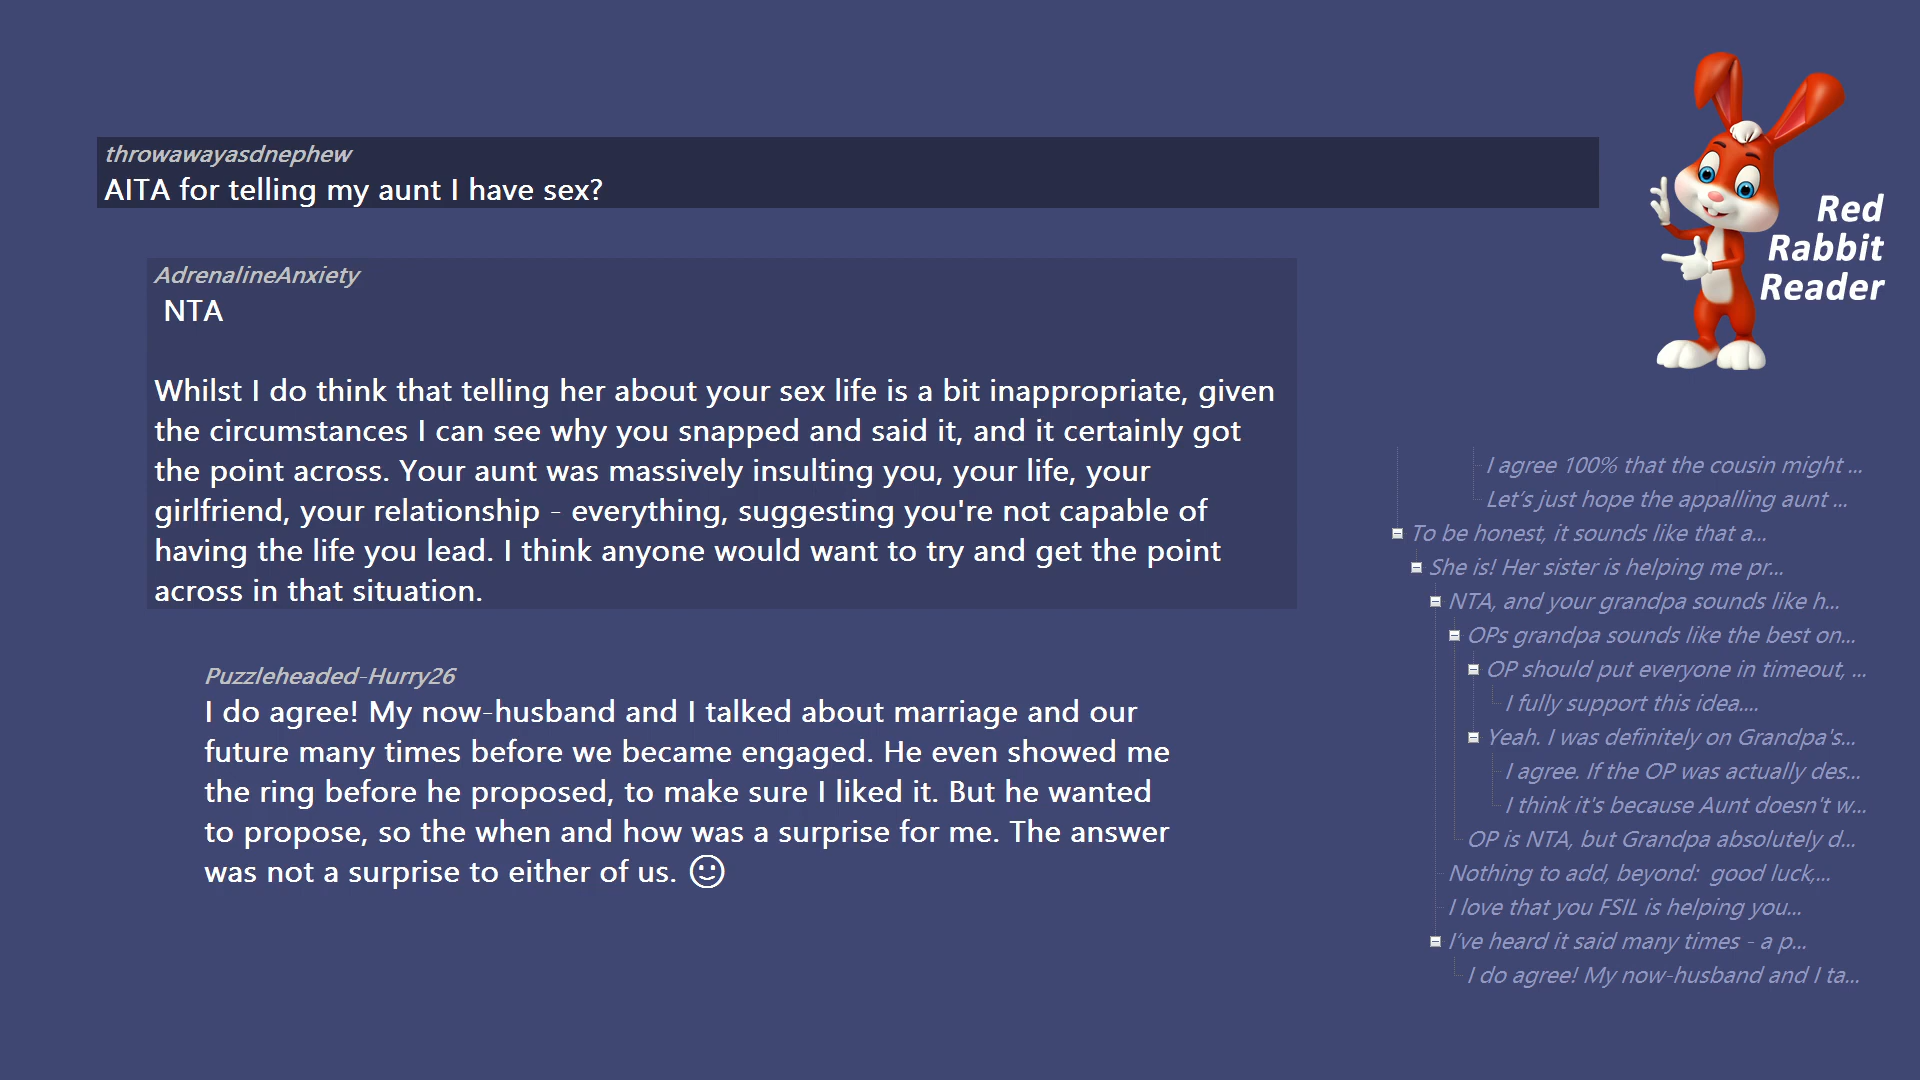 throwawayasdnephew
AITA for telling my aunt I have sex?
AdrenalineAnxiety
NTA
Whilst I do think that telling her about your sex life is a bit inappropriate, given
the circumstances I can see why you snapped and said it, and it certainly got
the point across. Your aunt was massively insulting you, your life, your
girlfriend, your relationship - everything, suggesting you're not capable of
having the life you lead. I think anyone would want to try and get the point
across in that situation.
Puzzleheaded-Hurry26
I do agree! My now-husband and I talked about marriage and our
future many times before we became engaged. He even showed me
the ring before he proposed, to make sure I liked it. But he wanted
to propose, so the when and how was a surprise for me. The answer
was not a surprise to either of us. ☺
Red
Rabbit
Reader
I agree 100% that the cousin might ...
Let’s just hope the appalling aunt ...
To be honest, it sounds like that a...
She is! Her sister is helping me pr...
NTA, and your grandpa sounds like h...
OPs grandpa sounds like the best on...
OP should put everyone in timeout, ...
I fully support this idea....
Yeah. I was definitely on Grandpa's...
I agree. If the OP was actually des...
I think it's because Aunt doesn't w...
OP is NTA, but Grandpa absolutely d...
Nothing to add, beyond:  good luck,...
I love that you FSIL is helping you...
I’ve heard it said many times - a p...
I do agree! My now-husband and I ta...